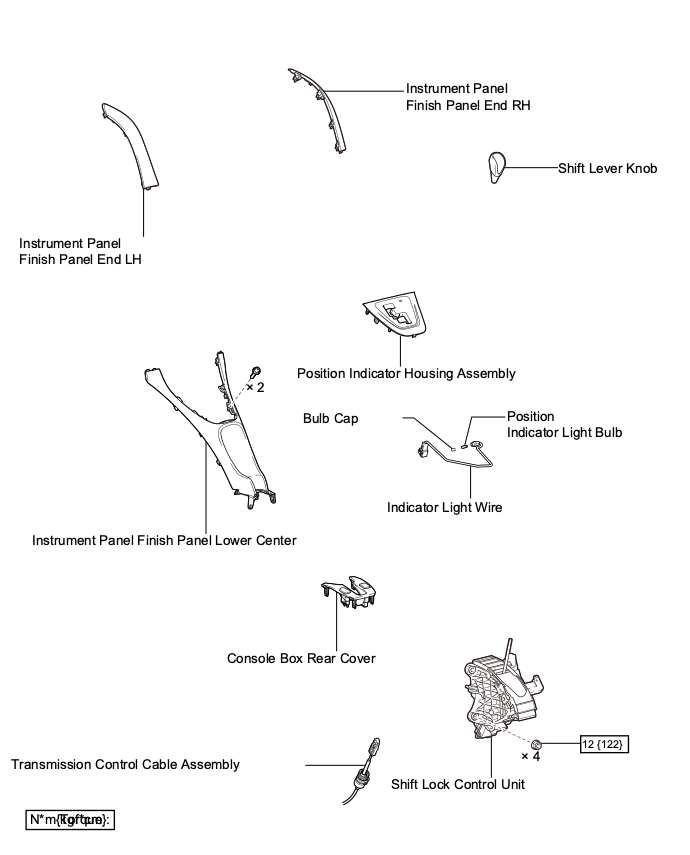 Instrument Panel
Finish Panel End RH
Shift Lever Knob
Instrument Panel
Finish Panel End LH
Position Indicator Housing Assembly
× 2
Bulb Cap
Position
Indicator Light Bulb
Indicator Light Wire
Instrument Panel Finish Panel Lower Center
Console Box Rear Cover
12 {122}
× 4
Transmission Control Cable Assembly
Shift Lock Control Unit
N*m